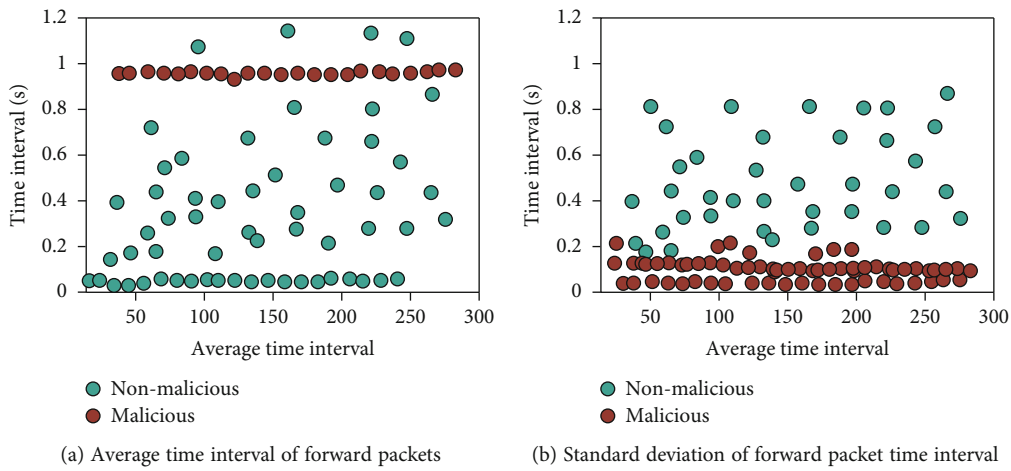 1.2
1
0.8
0.6
0.4
0.2
0
Time interval (s)
50
100
150
200
250
300
Average time interval
Non-malicious
Malicious
(a) Average time interval of forward packets
1.2
1
0.8
0.6
0.4
0.2
0
Time interval (s)
50
100
150
200
250
300
Average time interval
Non-malicious
Malicious
(b) Standard deviation of forward packet time interval